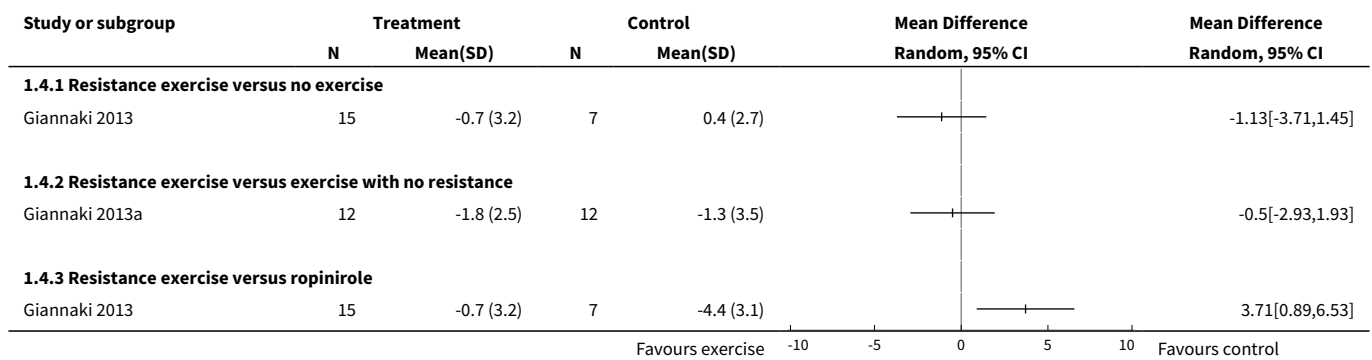 Study or subgroup Treatment Control Mean Difference Mean Difference
N Mean(SD) N Mean(SD) Random, 95% CI Random, 95% CI
1.4.1 Resistance exercise versus no exercise
Giannaki 2013 15 -0.7 (3.2) 7 0.4 (2.7) -1.13[-3.71,1.45]
1.4.2 Resistance exercise versus exercise with no resistance
Giannaki 2013a 12 -1.8 (2.5) 12 -1.3 (3.5) -0.5[-2.93,1.93]
1.4.3 Resistance exercise versus ropinirole
Giannaki 2013 15 -0.7 (3.2) 7 -4.4 (3.1) 3.71[0.89,6.53]
Favours exercise -10 -5 0 5 10 Favours control